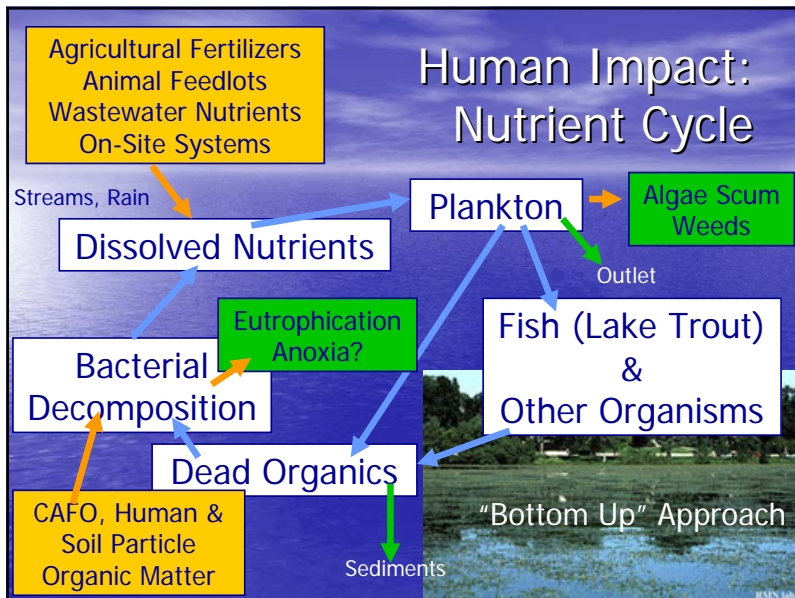 Agricultural Fertilizers
Animal Feedlots
Wastewater Nutrients
On-Site Systems
Human Impact:
Nutrient Cycle
Streams, Rain
Dissolved Nutrients
Plankton
Algae Scum
Weeds
Outlet
Eutrophication
Anoxia?
Fish (Lake Trout)
&
Other Organisms
Bacterial
Decomposition
Dead Organics
"Bottom Up" Approach
CAFO, Human &
Soil Particle
Organic Matter
Sediments